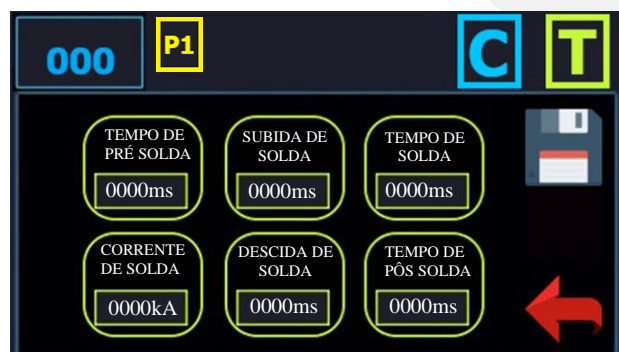 000
P1
C
T
TEMPO DE
PRÉ SOLDA
0000ms
SUBIDA DE
SOLDA
0000ms
TEMPO DE
SOLDA
0000ms
CORRENTE
DE SOLDA
0000kA
DESCIDA DE
SOLDA
0000ms
TEMPO DE
PÔS SOLDA
0000ms